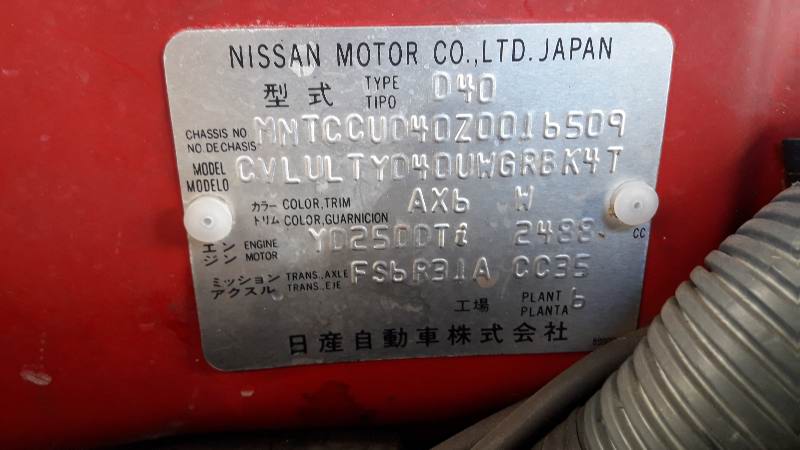 NISSAN MOTOR CO.,LTD. JAPAN
型式 TYPE TIPO D40
CHASSIS NO NO.DE CHASIS MNTCCUD40Z0016509
MODEL MODELO CVLULTYD40UWGRBK4T
カラー COLOR,TRIM AX6 W
トリム COLOR,GUARNICION
エンジン ENGINE MOTOR YD25DDTi 2488 CC
ミッション アクスル TRANS.,AXLE TRANS.,EJE FS6R31A CC35
工場 PLANT PLANTA 6
日産自動車株式会社